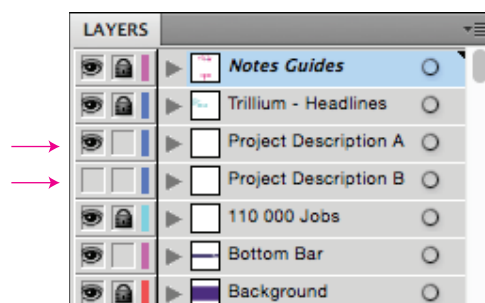 LAYERS
Notes Guides
Trillium - Headlines
Project Description A
Project Description B
110 000 Jobs
Bottom Bar
Background